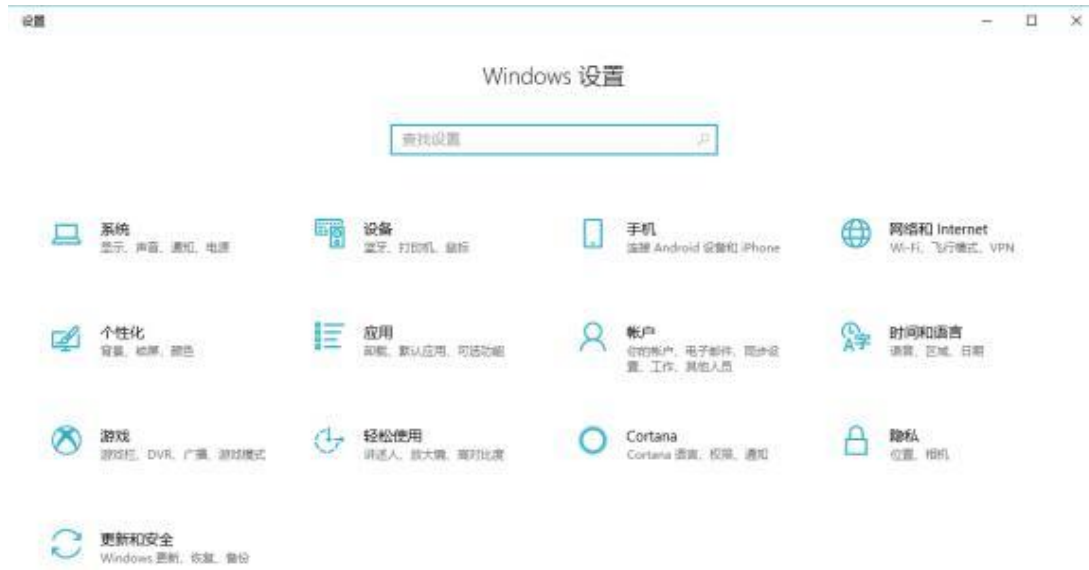 设置
Windows 设置
查找设置
系统
显示、声音、通知、电源
设备
蓝牙、打印机、鼠标
手机
连接 Android 设备和 iPhone
网络和 Internet
Wi-Fi、飞行模式、VPN
个性化
背景、锁屏、颜色
应用
卸载、默认应用、可选功能
帐户
你的帐户、电子邮件、同步设
置、工作、其他人员
时间和语言
语音、区域、日期
游戏
游戏栏、DVR、广播、游戏模式
轻松使用
讲述人、放大镜、高对比度
Cortana
Cortana 语言、权限、通知
隐私
位置、相机
更新和安全
Windows 更新、恢复、备份